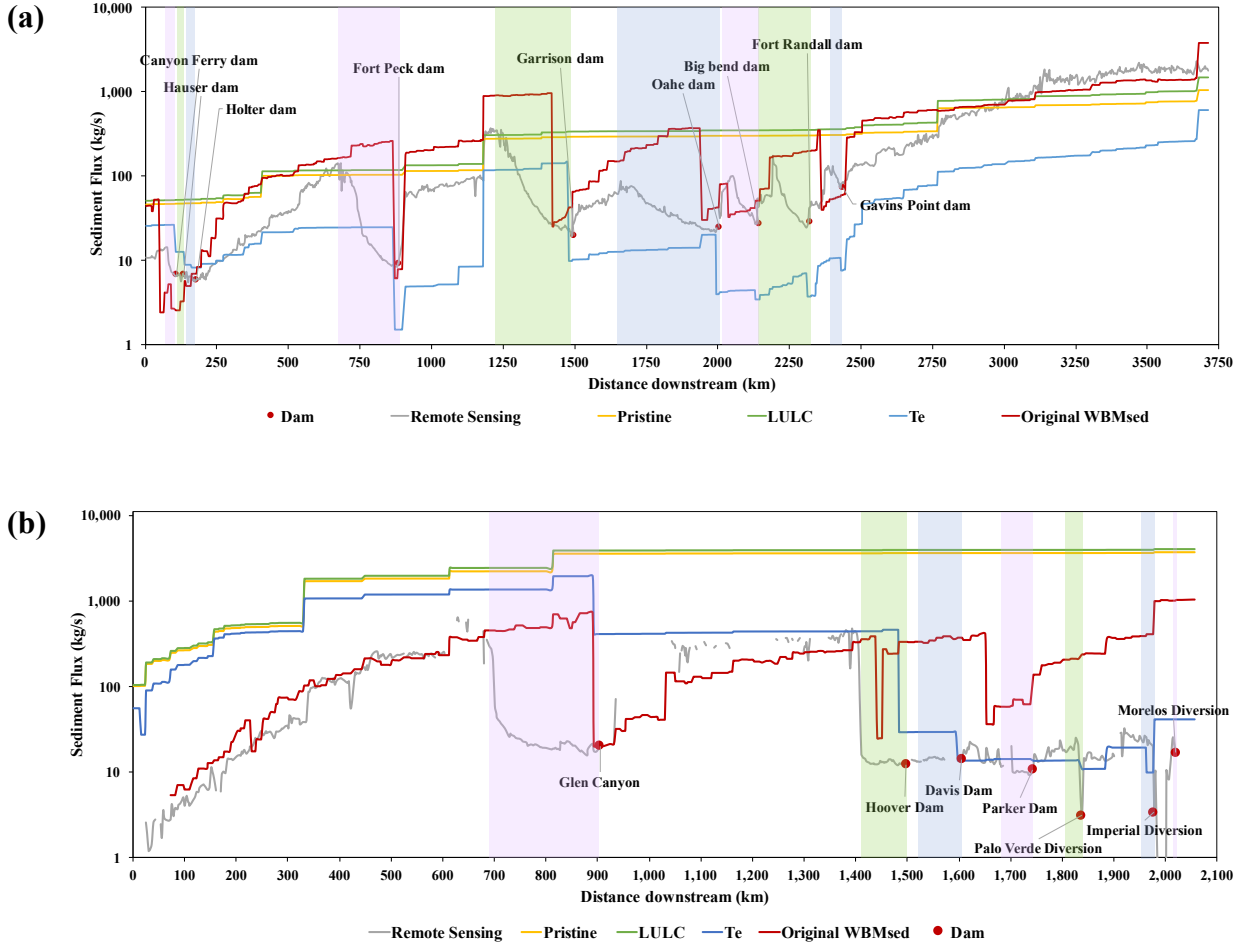 (a)
Canyon Ferry dam
Hauser dam
Holter dam
Fort Peck dam
Garrison dam
Oahe dam
Big bend dam
Fort Randall dam
Gavins Point dam
Sediment Flux (kg/s)
10,000
1,000
100
10
1
0 250 500 750 1000 1250 1500 1750 2000 2250 2500 2750 3000 3250 3500 3750
Distance downstream (km)
Dam Remote Sensing Pristine LULC Te Original WBMsed
(b)
Sediment Flux (kg/s)
10,000
1,000
100
10
1
Glen Canyon
Hoover Dam
Davis Dam
Parker Dam
Palo Verde Diversion
Imperial Diversion
Morelos Diversion
0 100 200 300 400 500 600 700 800 900 1,000 1,100 1,200 1,300 1,400 1,500 1,600 1,700 1,800 1,900 2,000 2,100
Distance downstream (km)
Remote Sensing Pristine LULC Te Original WBMsed Dam